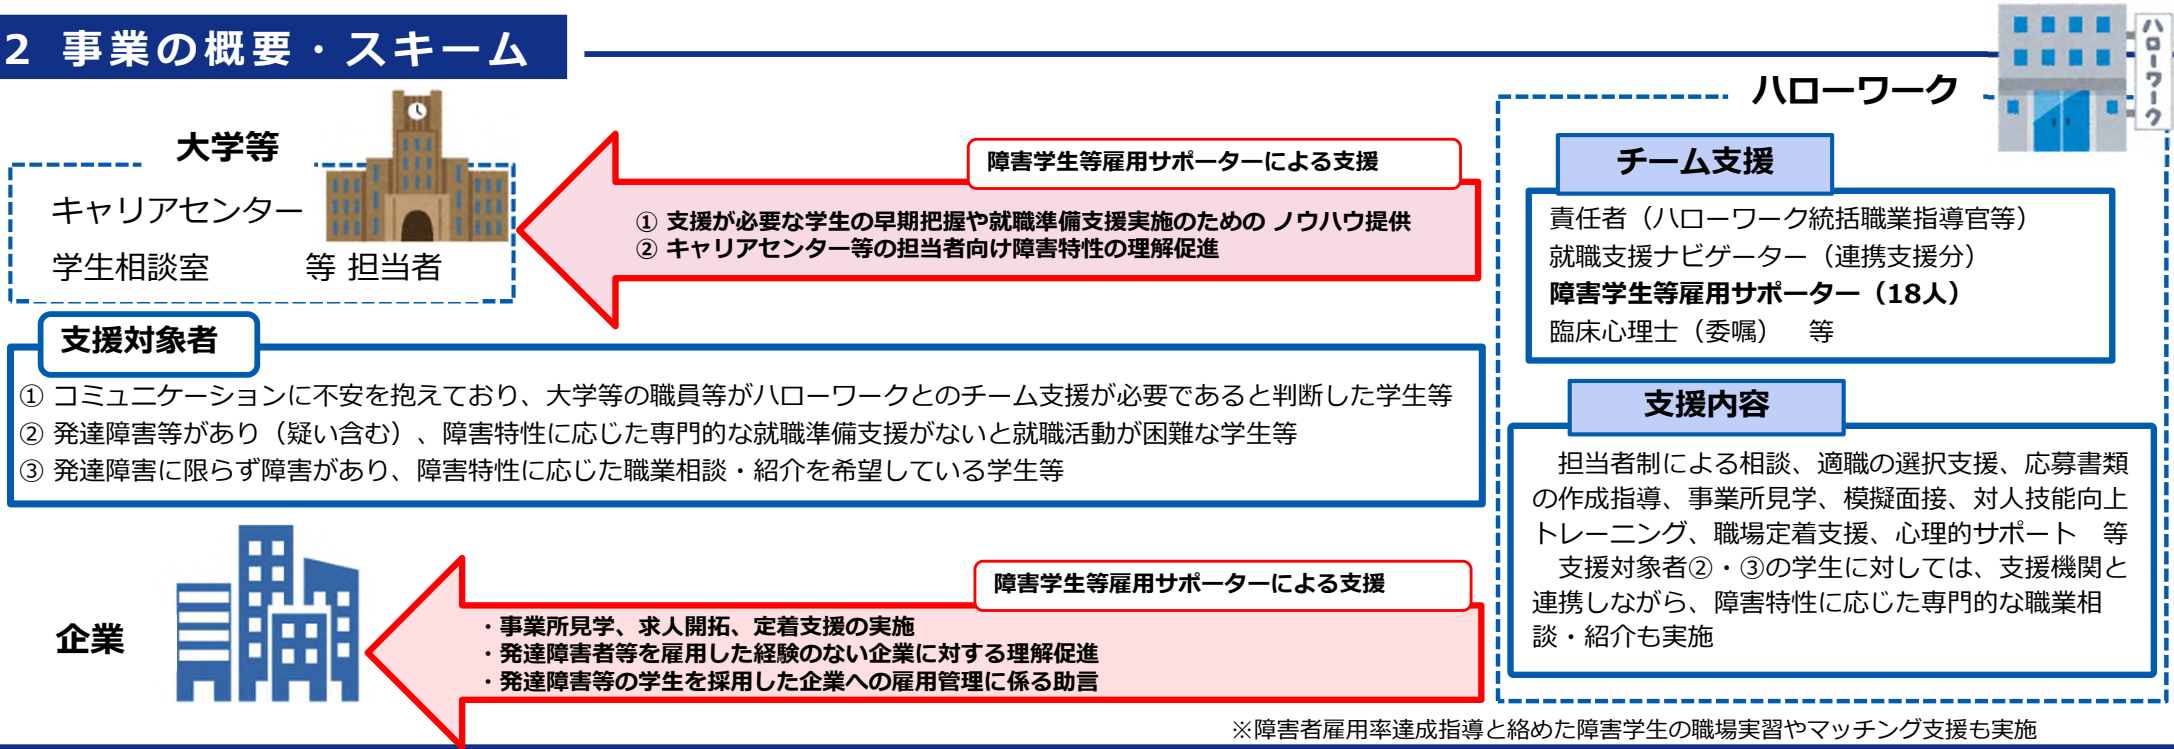 2 事業の概要・スキーム
ハローワーク
ハローワーク
大学等
キャリアセンター
学生相談室 等 担当者
障害学生等雇用サポーターによる支援
① 支援が必要な学生の早期把握や就職準備支援実施のための ノウハウ提供
② キャリアセンター等の担当者向け障害特性の理解促進
チーム支援
責任者（ハローワーク統括職業指導官等）
就職支援ナビゲーター（連携支援分）
障害学生等雇用サポーター（18人）
臨床心理士（委嘱） 等
支援対象者
① コミュニケーションに不安を抱えており、大学等の職員等がハローワークとのチーム支援が必要であると判断した学生等
② 発達障害等があり（疑い含む）、障害特性に応じた専門的な就職準備支援がないと就職活動が困難な学生等
③ 発達障害に限らず障害があり、障害特性に応じた職業相談・紹介を希望している学生等
支援内容
担当者制による相談、適職の選択支援、応募書類
の作成指導、事業所見学、模擬面接、対人技能向上
トレーニング、職場定着支援、心理的サポート 等
支援対象者②・③の学生に対しては、支援機関と
連携しながら、障害特性に応じた専門的な職業相
談・紹介も実施
企業
障害学生等雇用サポーターによる支援
・事業所見学、求人開拓、定着支援の実施
・発達障害者等を雇用した経験のない企業に対する理解促進
・発達障害等の学生を採用した企業への雇用管理に係る助言
※障害者雇用率達成指導と絡めた障害学生の職場実習やマッチング支援も実施